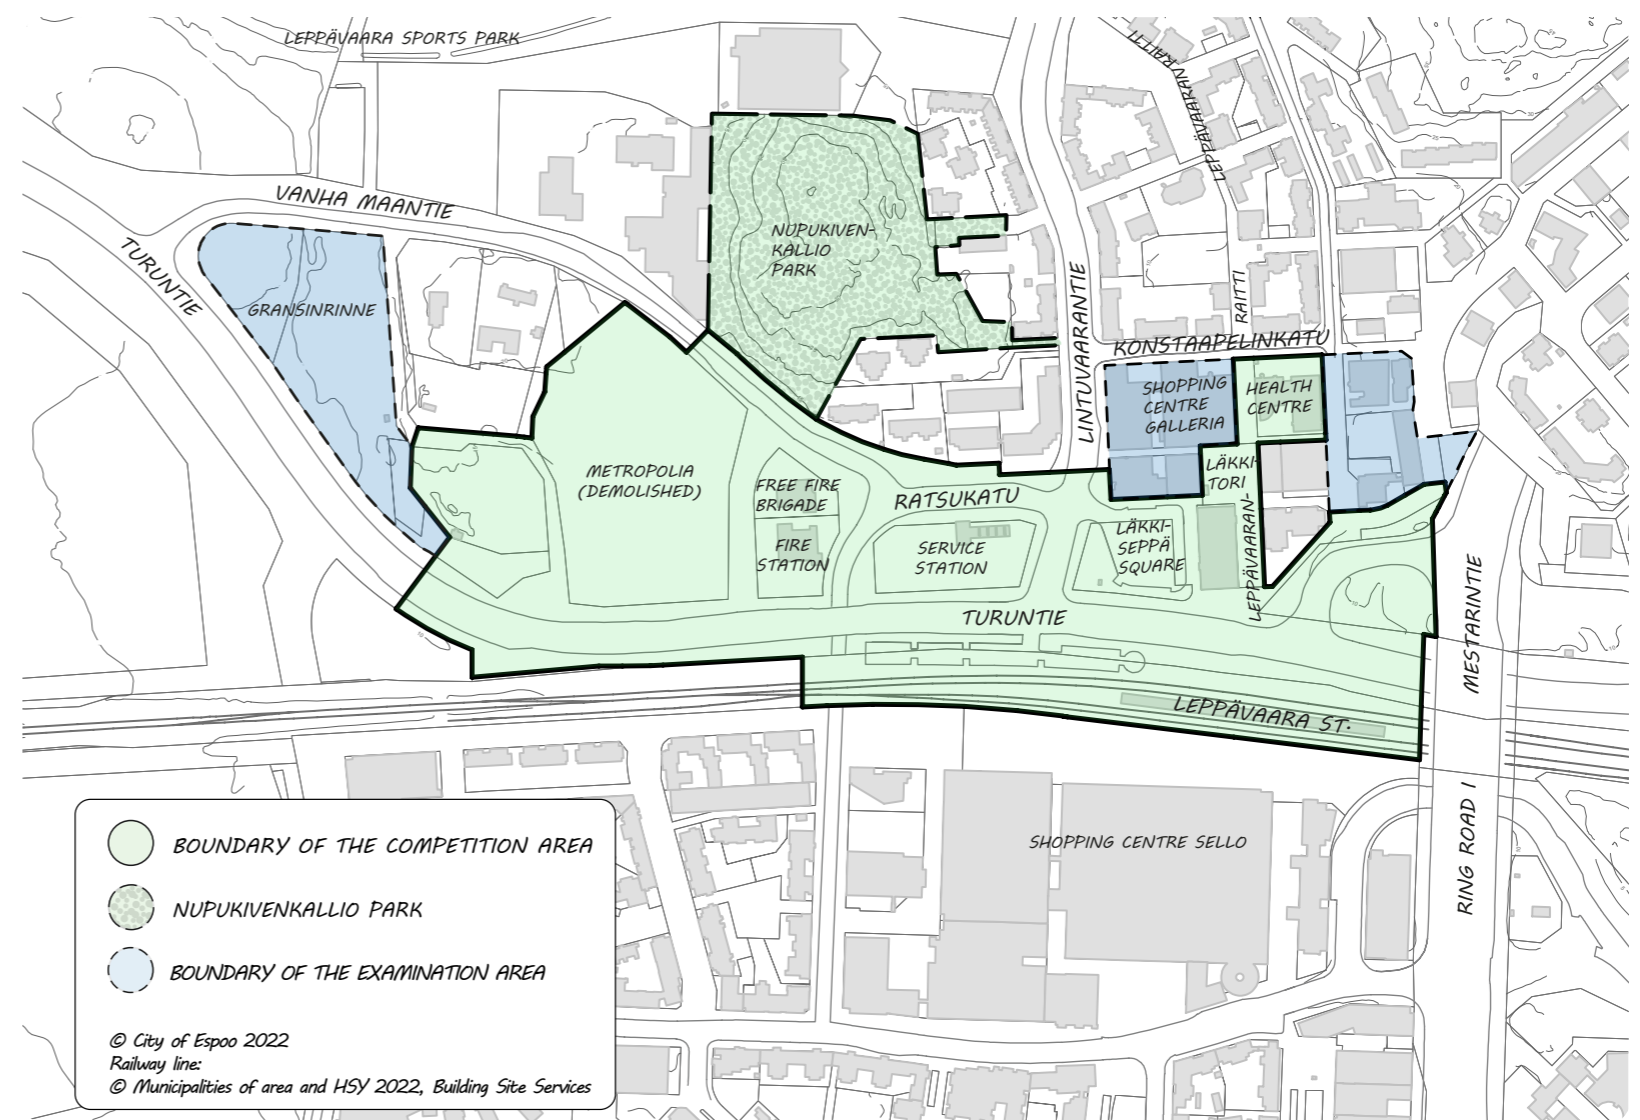 LEPPÄVAARA SPORTS PARK
LEPPÄVAARAN RAITTI
VANHA MAANTIE
TURUNTIE
NUPUKIVEN-
KALLIO
PARK
GRANSINRINNE
LINTUVAARANTIE
RAITTI
KONSTAAPELINKATU
SHOPPING
CENTRE
GALLERIA
HEALTH
CENTRE
METROPOLIA
(DEMOLISHED)
FREE FIRE
BRIGADE
FIRE
STATION
RATSUKATU
SERVICE
STATION
LÄKKI-
TORI
LÄKKI-
SEPPÄ
SQUARE
LEPPÄVAARAN-
TURUNTIE
MESTARINTIE
LEPPÄVAARA ST.
SHOPPING CENTRE SELLO
RING ROAD I
BOUNDARY OF THE COMPETITION AREA
NUPUKIVENKALLIO PARK
BOUNDARY OF THE EXAMINATION AREA
© City of Espoo 2022
Railway line:
© Municipalities of area and HSY 2022, Building Site Services